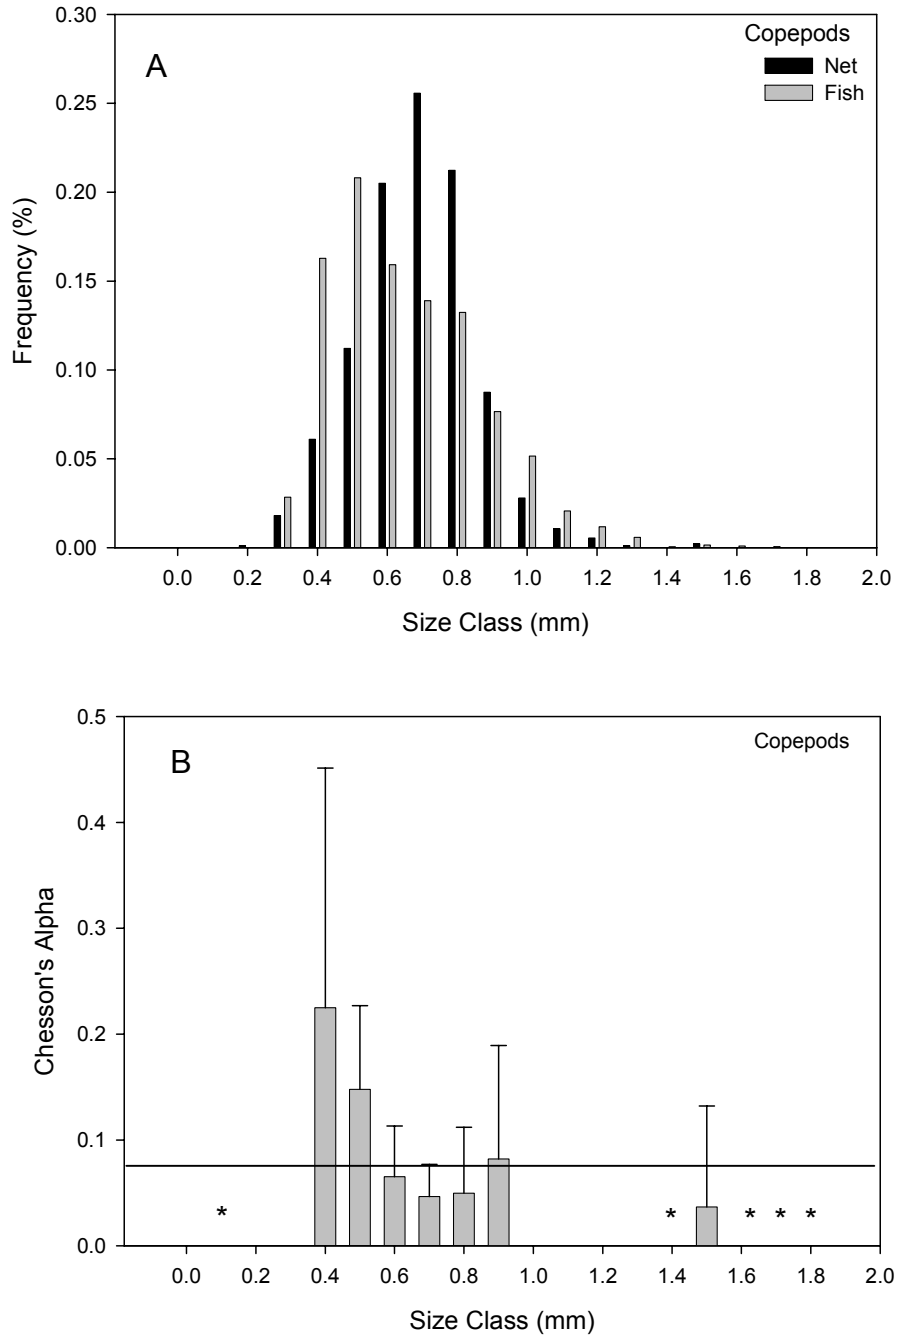 0.30
Copepods
A
Net
Fish
0.25
0.20
0.15
0.10
0.05
0.00
Frequency (%)
0.0 0.2 0.4 0.6 0.8 1.0 1.2 1.4 1.6 1.8 2.0
Size Class (mm)
0.5
Copepods
B
0.4
0.3
0.2
0.1
0.0
Chesson's Alpha
* * * * *
0.0 0.2 0.4 0.6 0.8 1.0 1.2 1.4 1.6 1.8 2.0
Size Class (mm)